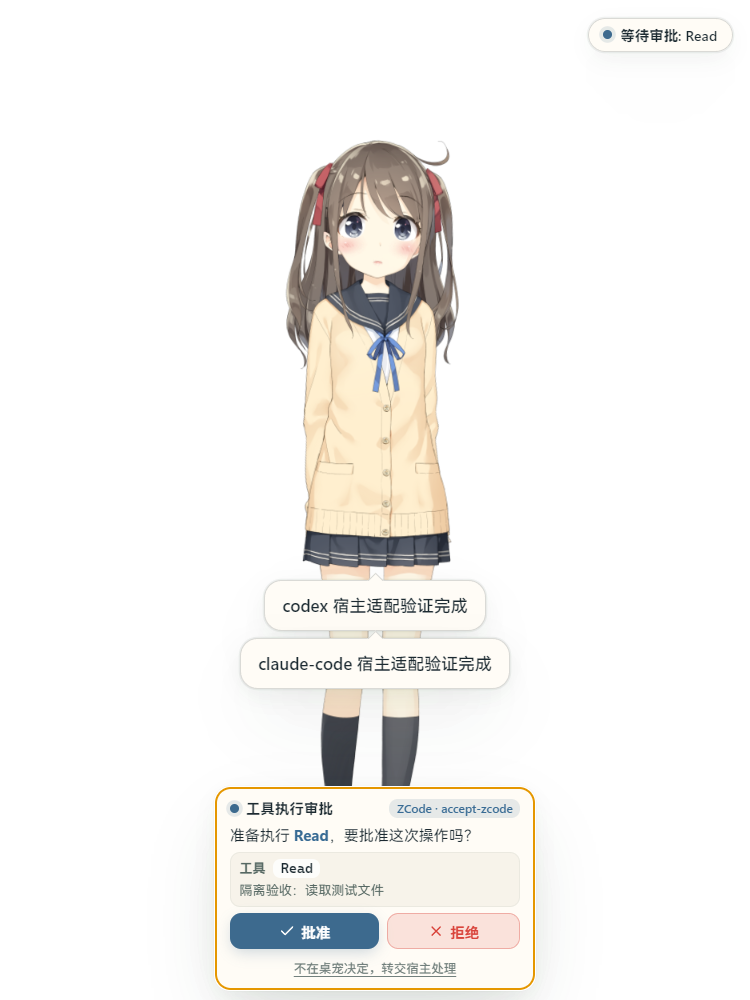 等待审批: Read
codex 宿主适配验证完成
claude-code 宿主适配验证完成
工具执行审批
ZCode · accept-zcode
准备执行 Read，要批准这次操作吗？
工具 Read
隔离验收：读取测试文件
批准
拒绝
不在桌宠决定，转交宿主处理